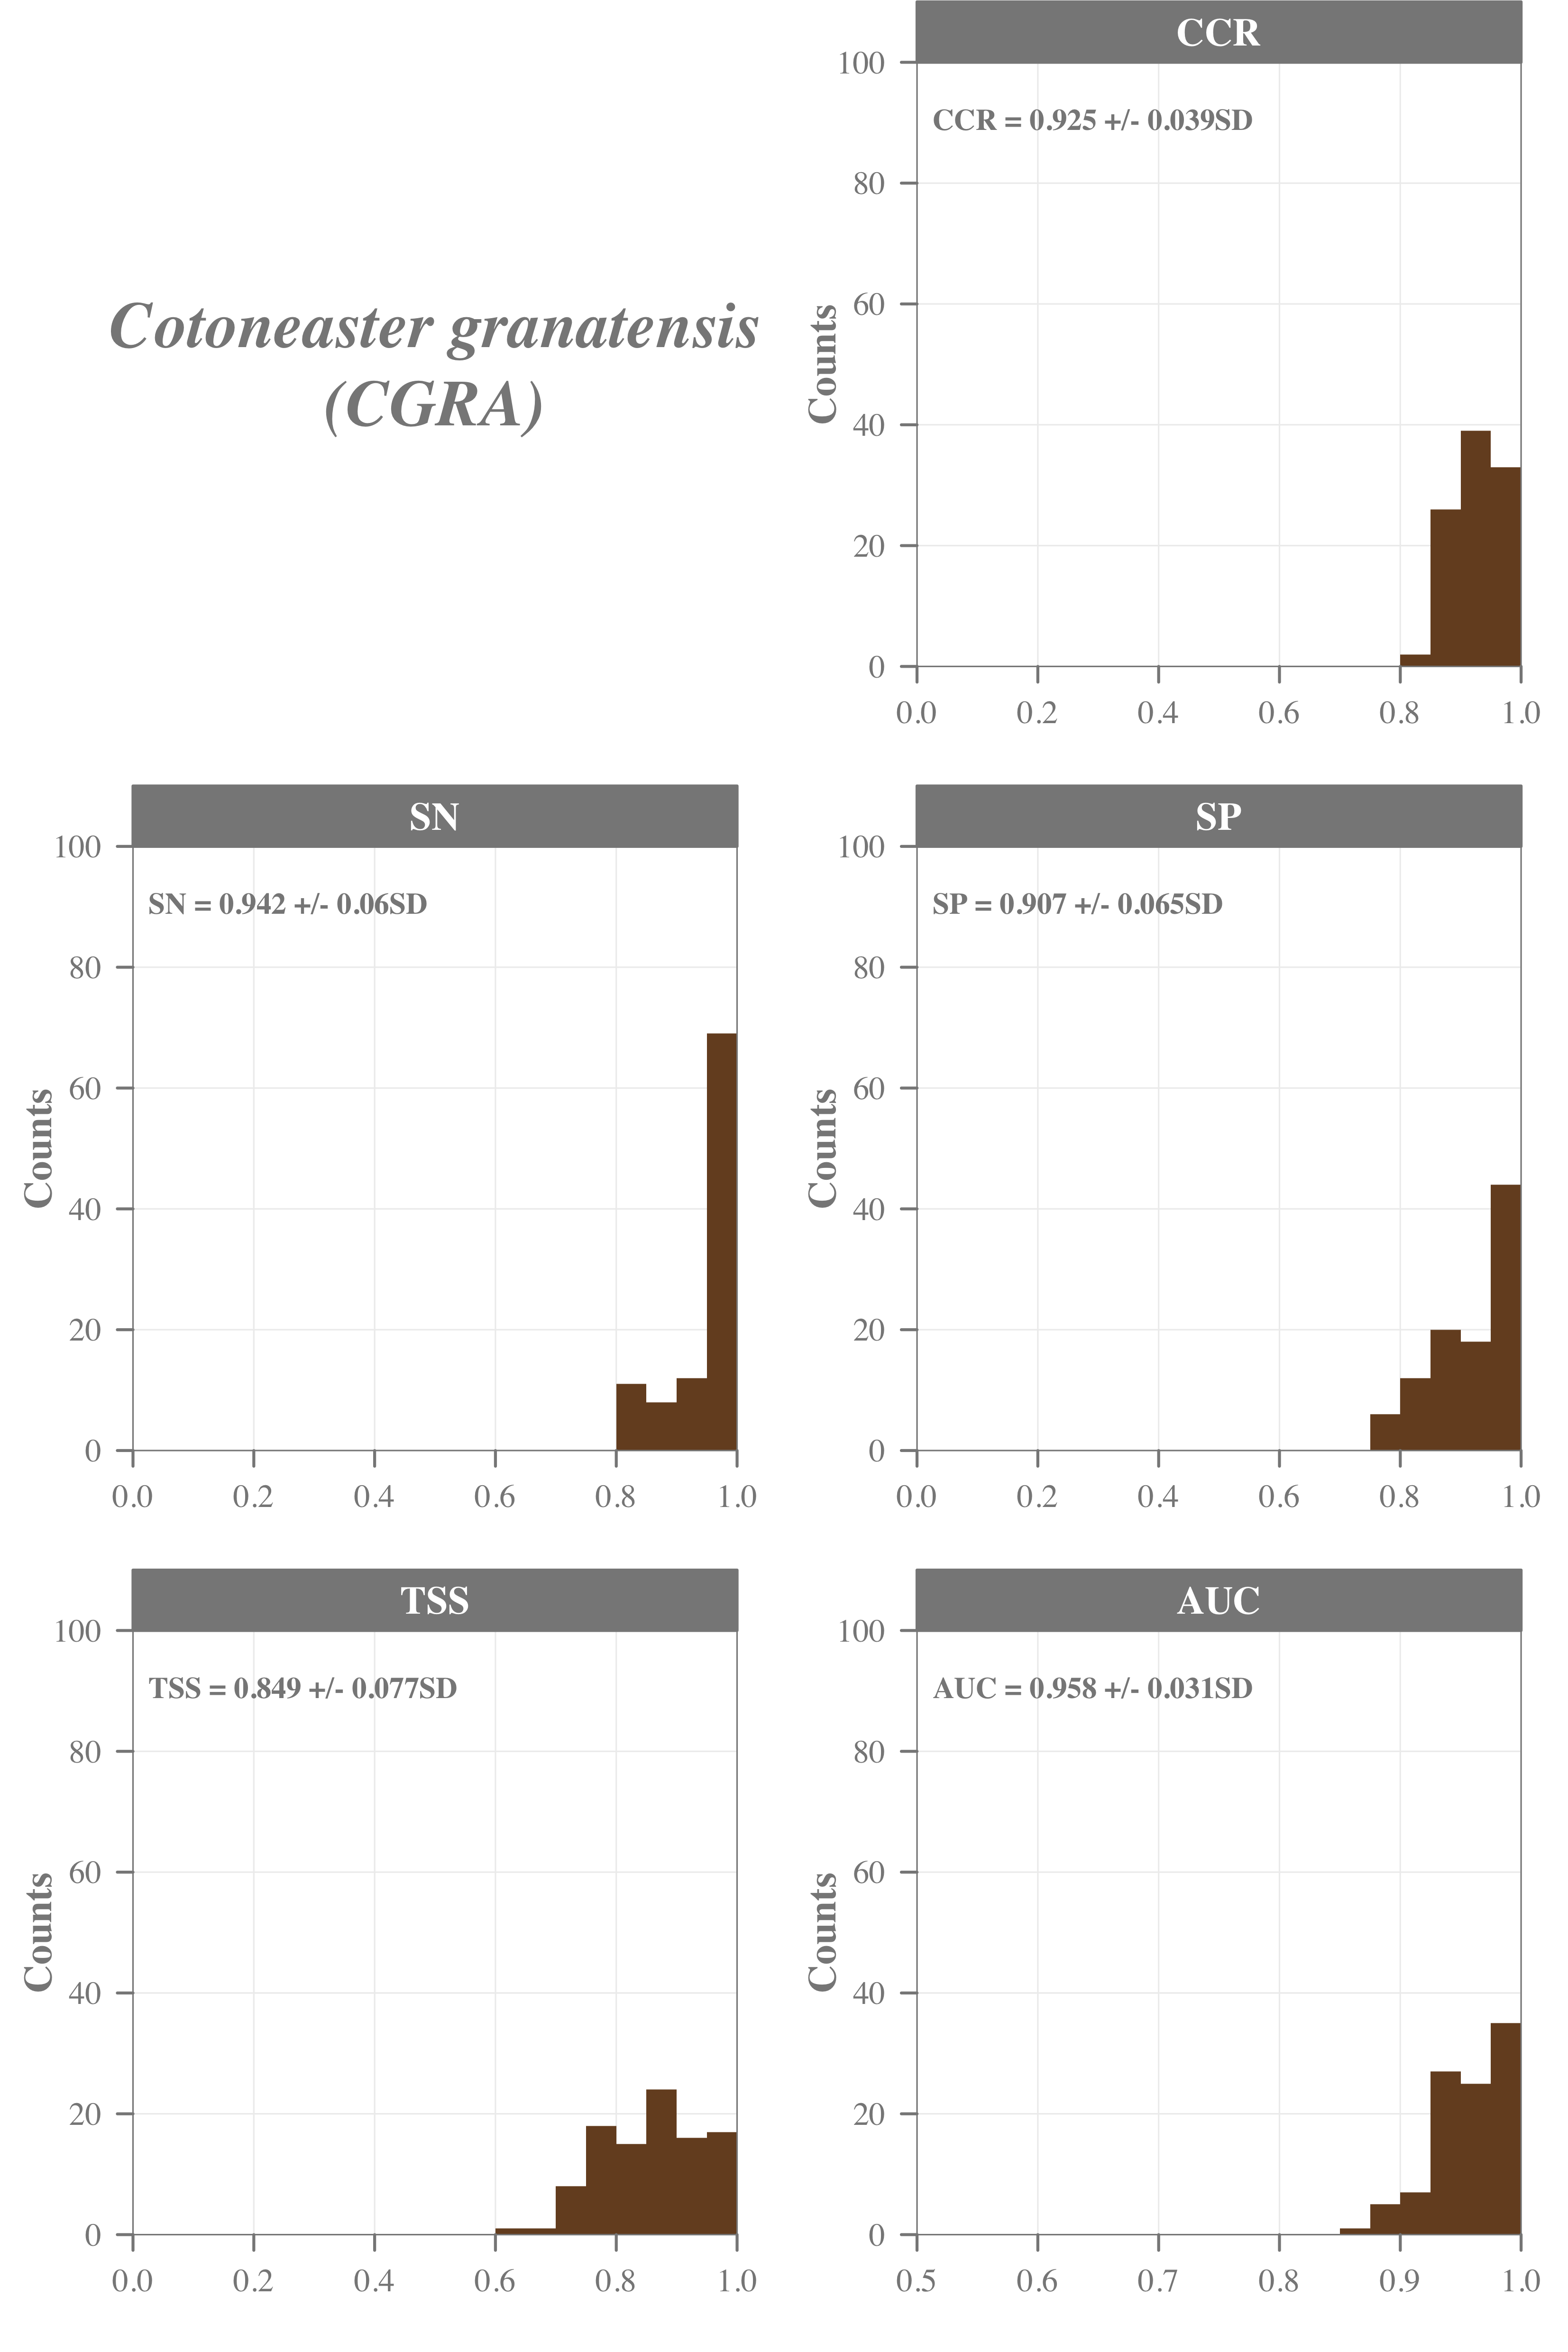 Cotoneaster granatensis
(CGRA)
CCR
CCR = 0.925 +/- 0.039SD
Counts
100
80
60
40
20
0
0.0 0.2 0.4 0.6 0.8 1.0
SN
SN = 0.942 +/- 0.06SD
Counts
100
80
60
40
20
0
0.0 0.2 0.4 0.6 0.8 1.0
SP
SP = 0.907 +/- 0.065SD
Counts
100
80
60
40
20
0
0.0 0.2 0.4 0.6 0.8 1.0
TSS
TSS = 0.849 +/- 0.077SD
Counts
100
80
60
40
20
0
0.0 0.2 0.4 0.6 0.8 1.0
AUC
AUC = 0.958 +/- 0.031SD
Counts
100
80
60
40
20
0
0.5 0.6 0.7 0.8 0.9 1.0